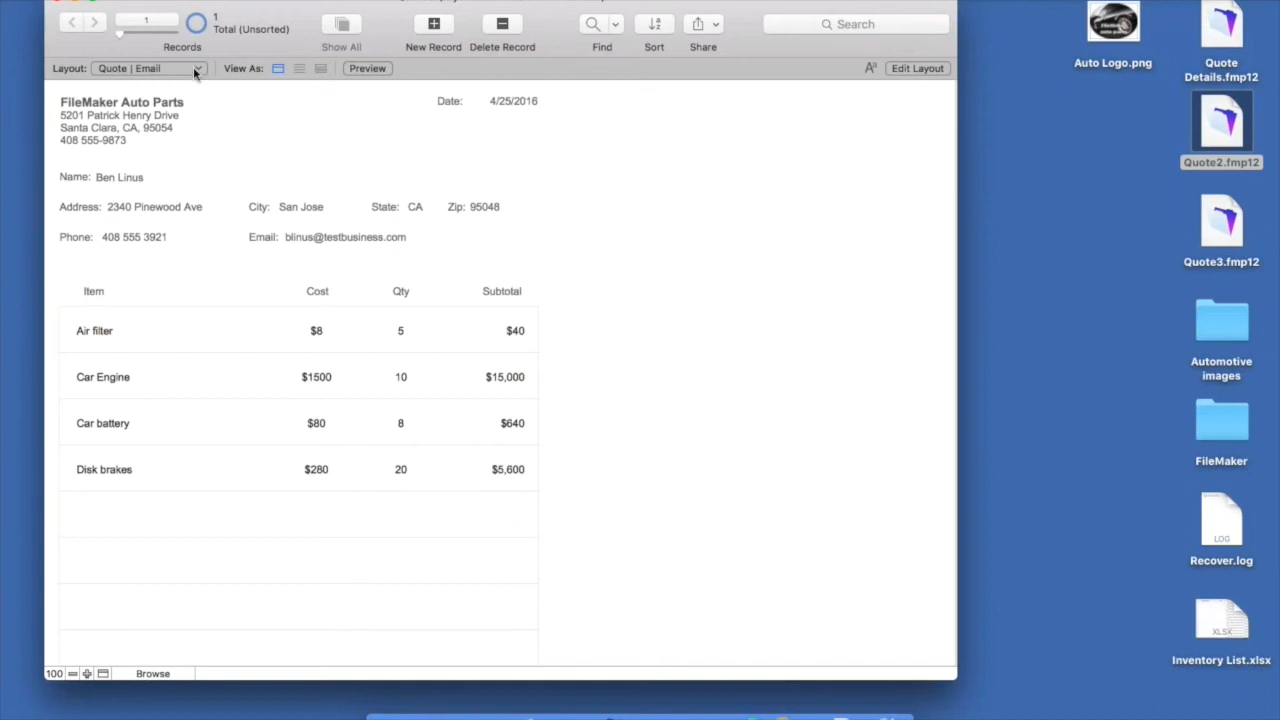 1
1
Total (Unsorted)
Search
Records
Show All
New Record
Delete Record
Find
Sort
Share
Layout: Quote | Email
View As:
Preview
Aª
Edit Layout
FileMaker Auto Parts
5201 Patrick Henry Drive
Santa Clara, CA, 95054
408 555-9873
Date: 4/25/2016
Name: Ben Linus
Address: 2340 Pinewood Ave City: San Jose State: CA Zip: 95048
Phone: 408 555 3921 Email: blinus@testbusiness.com
Item Cost Qty Subtotal
Air filter $8 5 $40
Car Engine $1500 10 $15,000
Car battery $80 8 $640
Disk brakes $280 20 $5,600
100
Browse
Auto Logo.png
Quote
Details.fmp12
Quote2.fmp12
Quote3.fmp12
Automotive
images
FileMaker
LOG
Recover.log
XLSX
Inventory List.xlsx